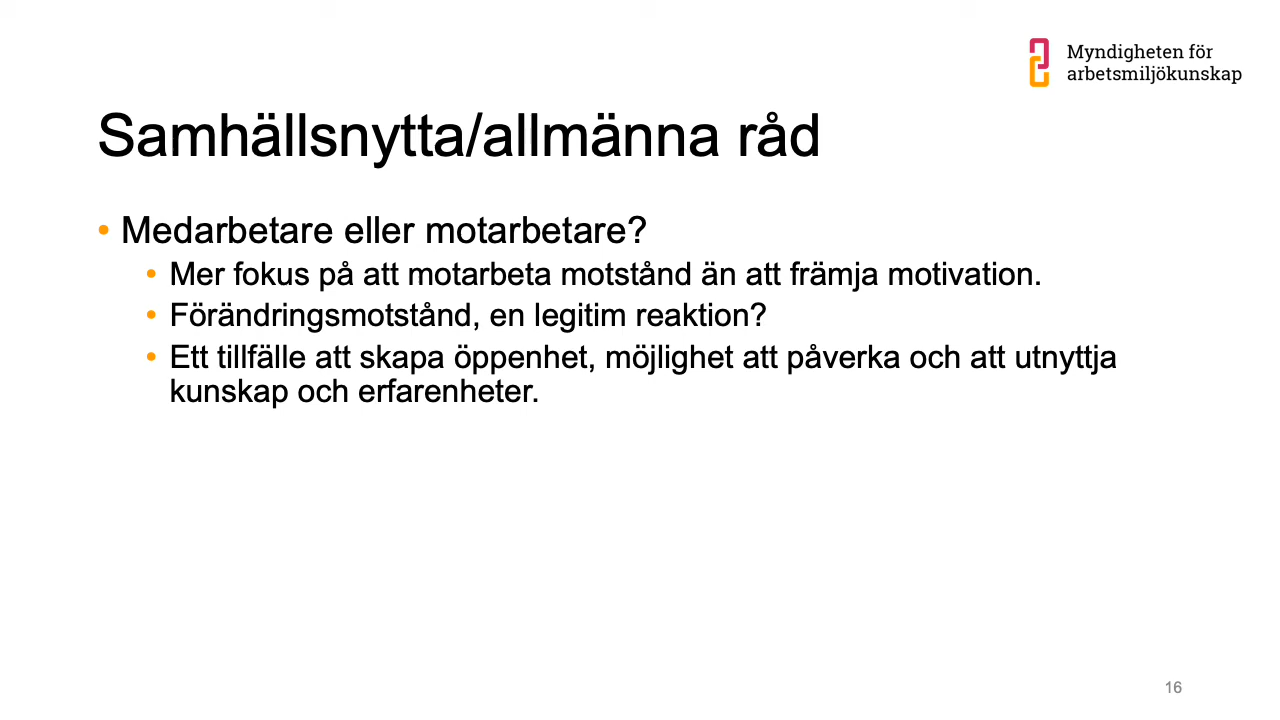 Myndigheten för
arbetsmiljökunskap
Samhällsnytta/allmänna råd
• Medarbetare eller motarbetare?
• Mer fokus på att motarbeta motstånd än att främja motivation.
• Förändringsmotstånd, en legitim reaktion?
• Ett tillfälle att skapa öppenhet, möjlighet att påverka och att utnyttja
kunskap och erfarenheter.
16